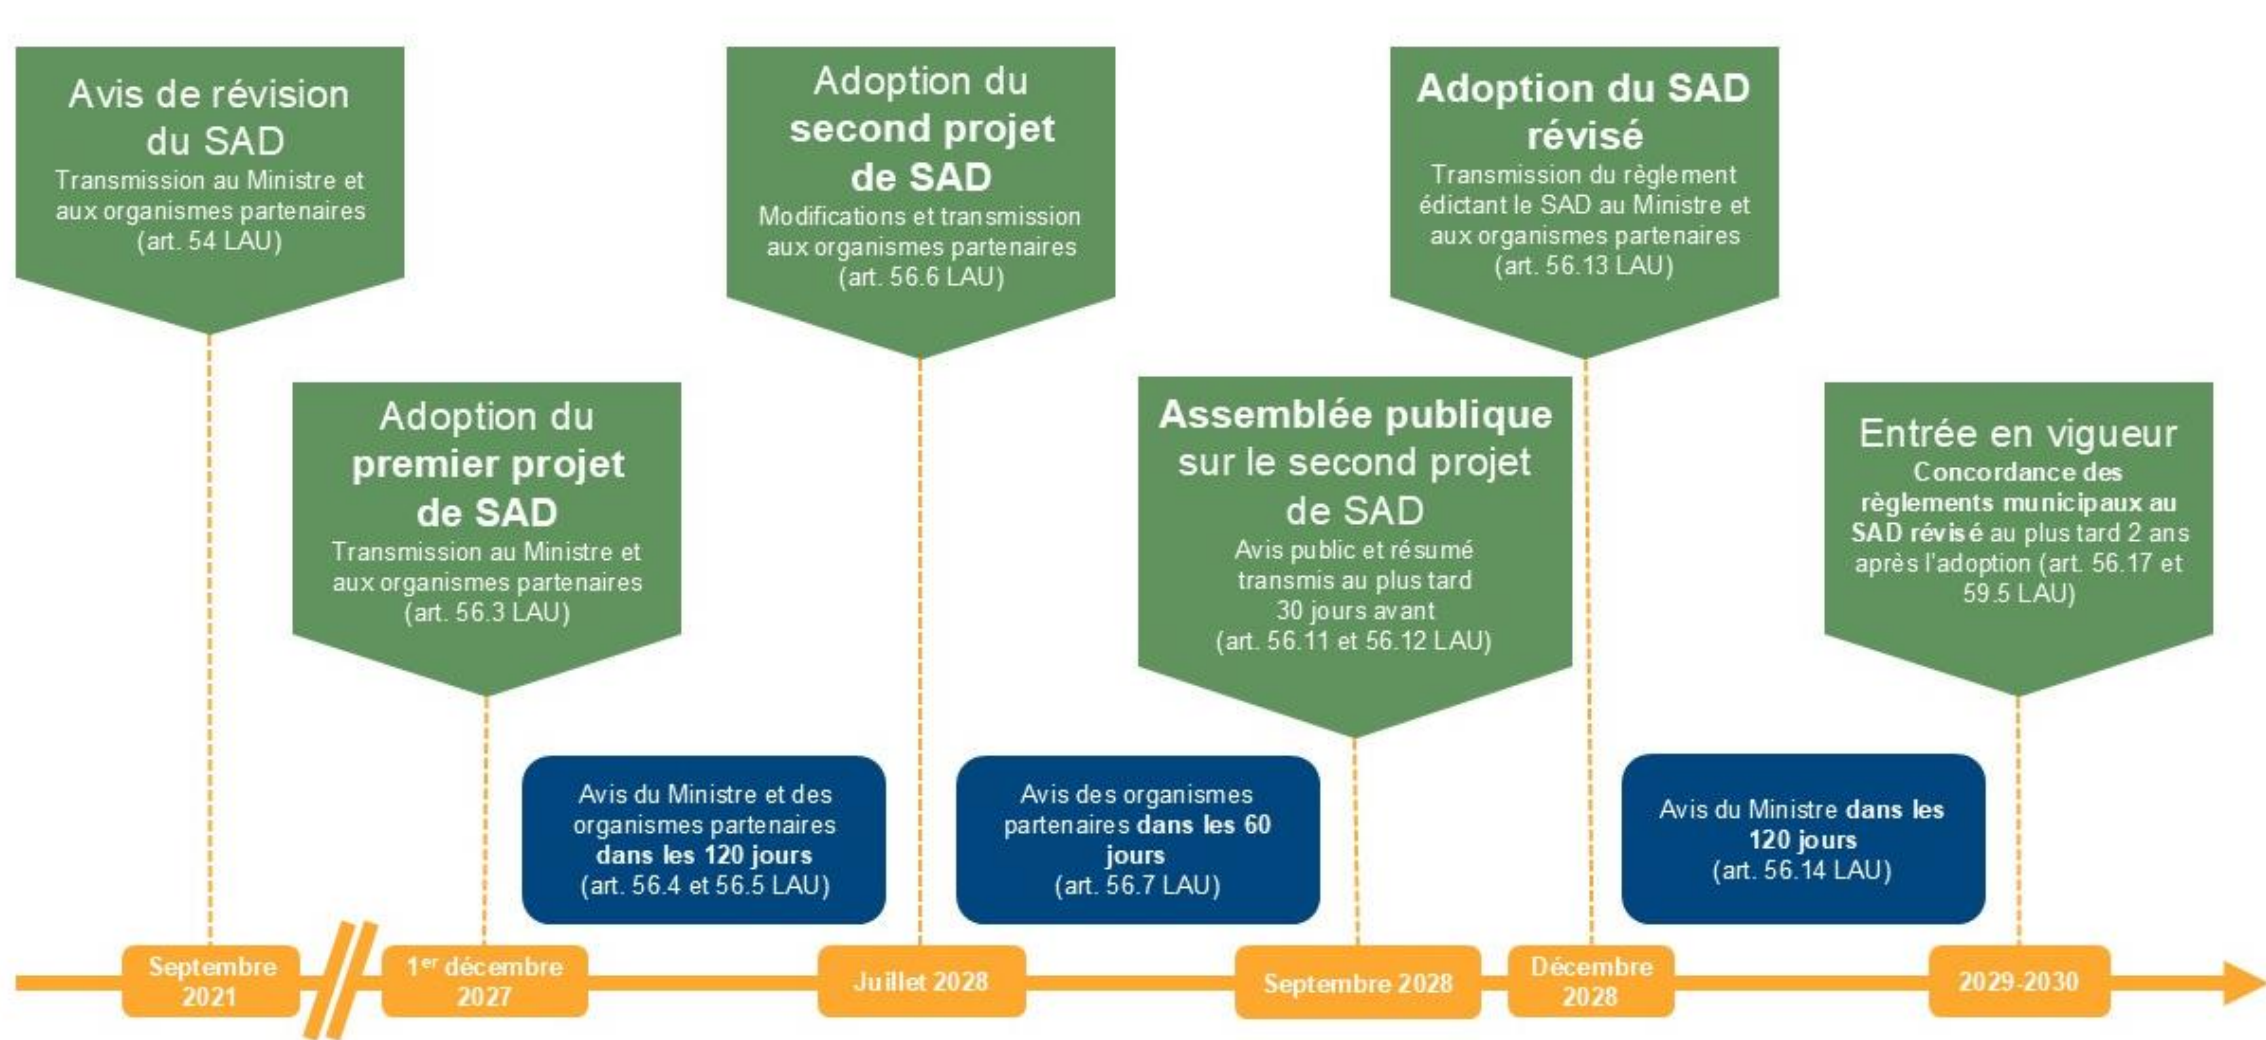 Avis de révision
du SAD
Transmission au Ministre et
aux organismes partenaires
(art. 54 LAU)
Adoption du
premier projet
de SAD
Transmission au Ministre et
aux organismes partenaires
(art. 56.3 LAU)
Adoption du
second projet
de SAD
Modifications et transmission
aux organismes partenaires
(art. 56.6 LAU)
Assemblée publique
sur le second projet
de SAD
Avis public et résumé
transmis au plus tard
30 jours avant
(art. 56.11 et 56.12 LAU)
Adoption du SAD
révisé
Transmission du règlement
édictant le SAD au Ministre et
aux organismes partenaires
(art. 56.13 LAU)
Entrée en vigueur
Concordance des
règlements municipaux au
SAD révisé au plus tard 2 ans
après l'adoption (art. 56.17 et
59.5 LAU)
Avis du Ministre et des
organismes partenaires
dans les 120 jours
(art. 56.4 et 56.5 LAU)
Avis des organismes
partenaires dans les 60
jours
(art. 56.7 LAU)
Avis du Ministre dans les
120 jours
(art. 56.14 LAU)
Septembre
2021
1er décembre
2027
Juillet 2028
Septembre 2028
Décembre
2028
2029-2030